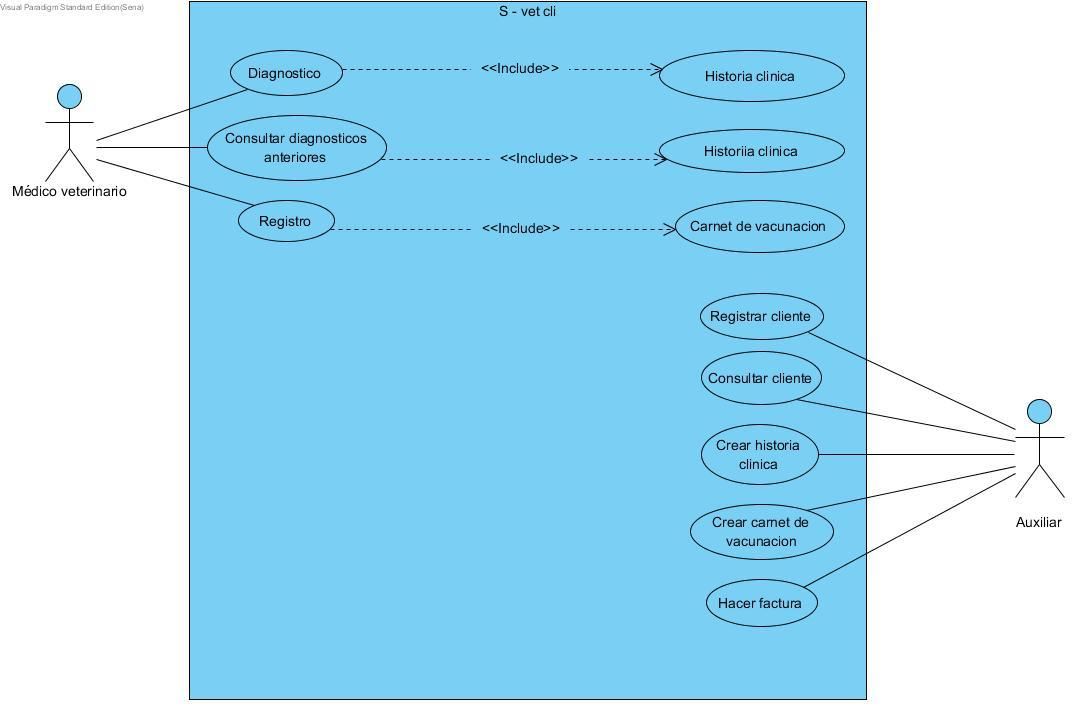 Visual Paradigm Standard Edition(Sena)
S - vet cli
Diagnostico
<<Include>>
Historia clinica
Consultar diagnosticos
anteriores
<<Include>>
Historiia clinica
Médico veterinario
Registro
<<Include>>
Carnet de vacunacion
Registrar cliente
Consultar cliente
Crear historia
clinica
Crear carnet de
vacunacion
Auxiliar
Hacer factura